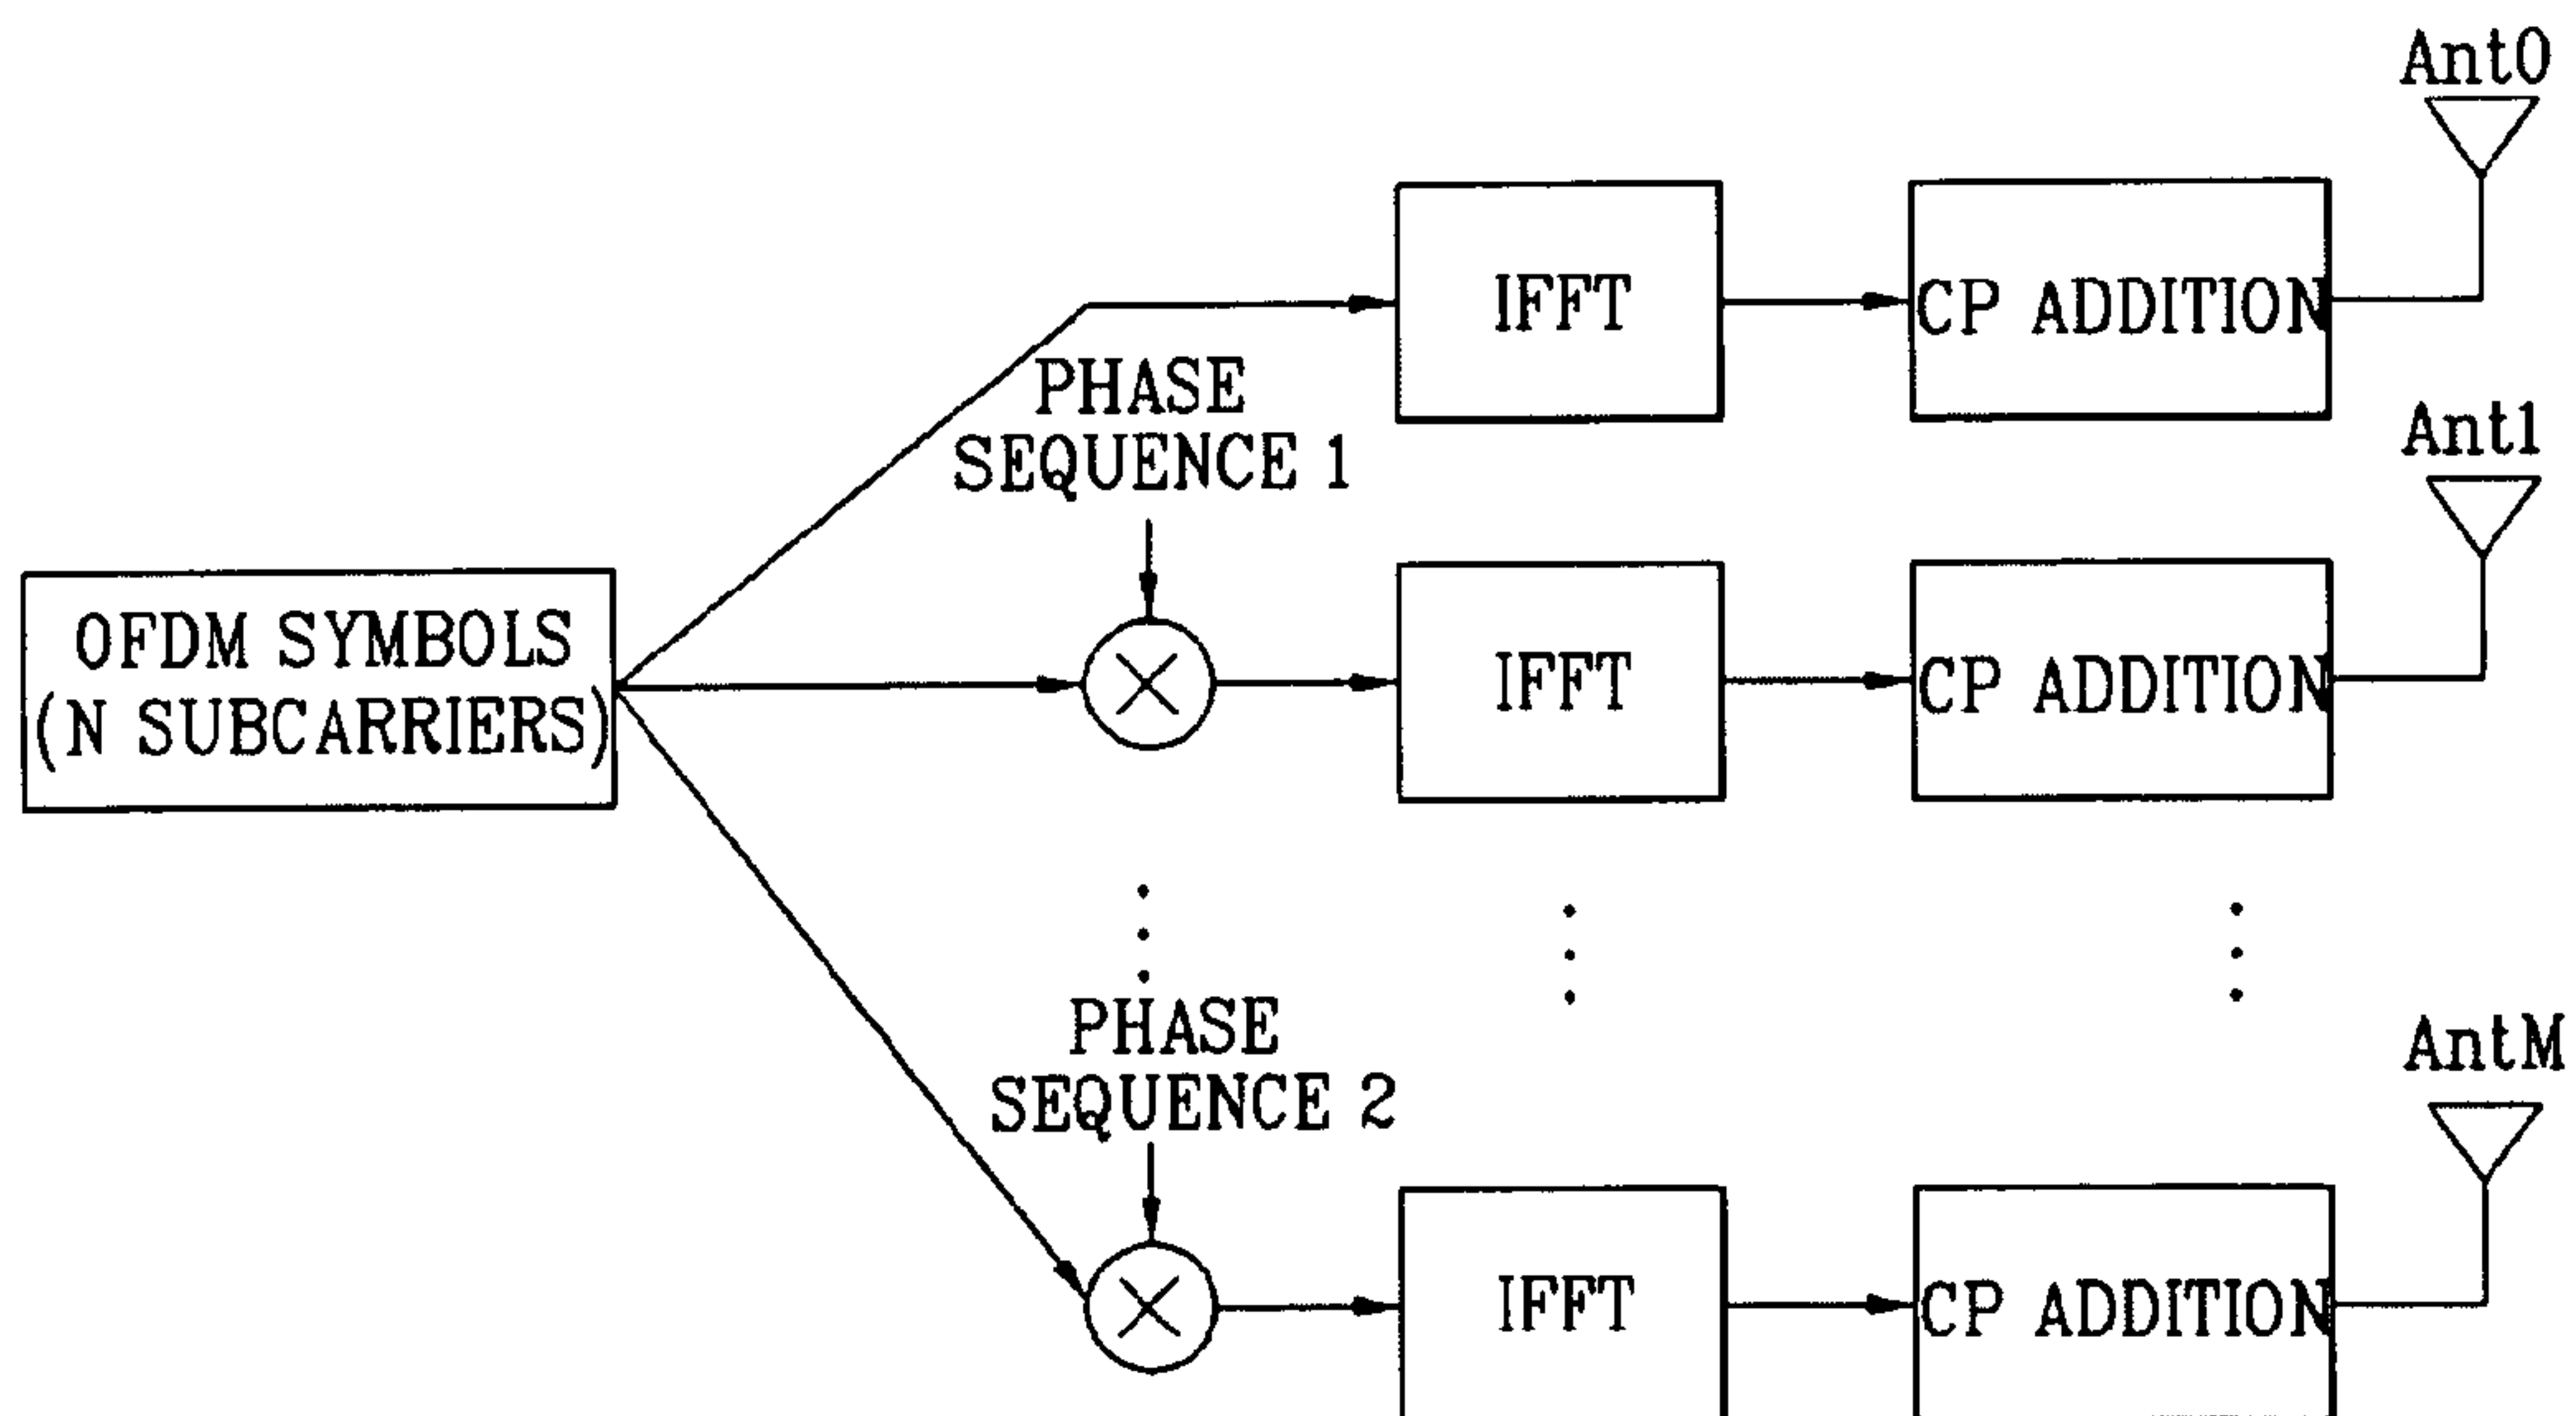 Ant0
IFFT
CP ADDITION
PHASE
SEQUENCE 1
Ant1
OFDM SYMBOLS
(N SUBCARRIERS)
IFFT
CP ADDITION
PHASE
SEQUENCE 2
AntM
IFFT
CP ADDITION